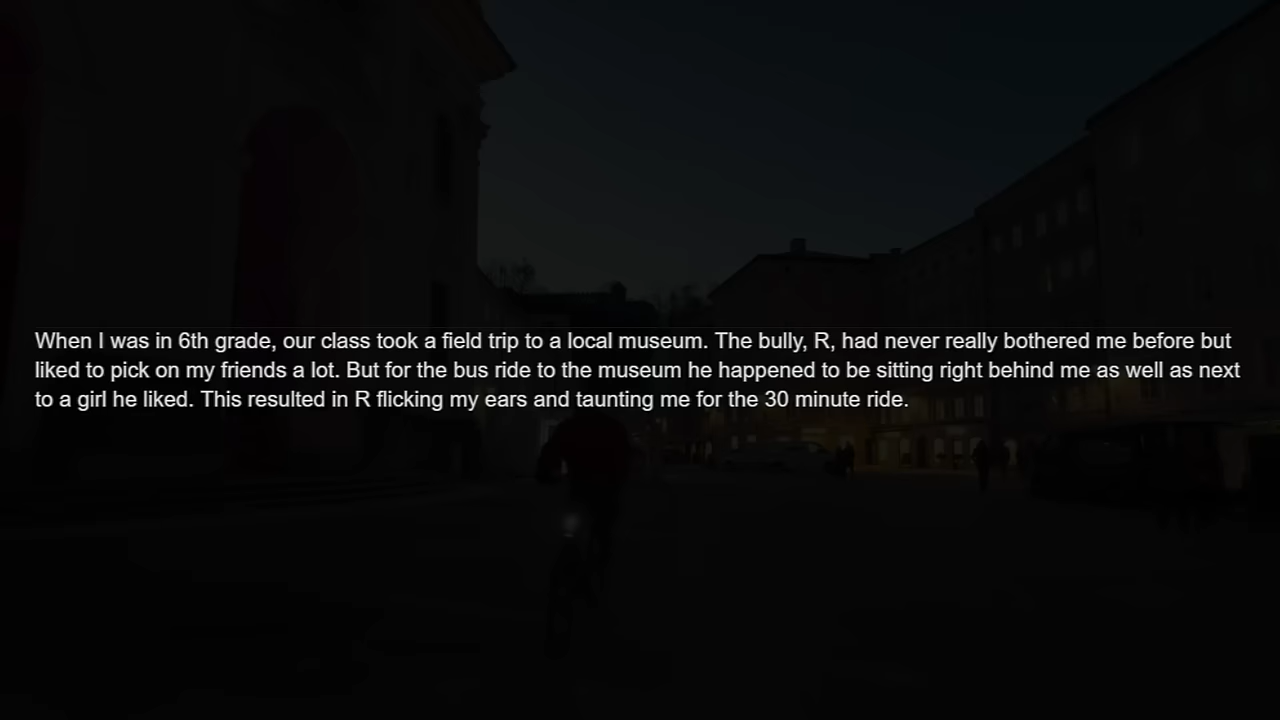 When I was in 6th grade, our class took a field trip to a local museum. The bully, R, had never really bothered me before but
liked to pick on my friends a lot. But for the bus ride to the museum he happened to be sitting right behind me as well as next
to a girl he liked. This resulted in R flicking my ears and taunting me for the 30 minute ride.